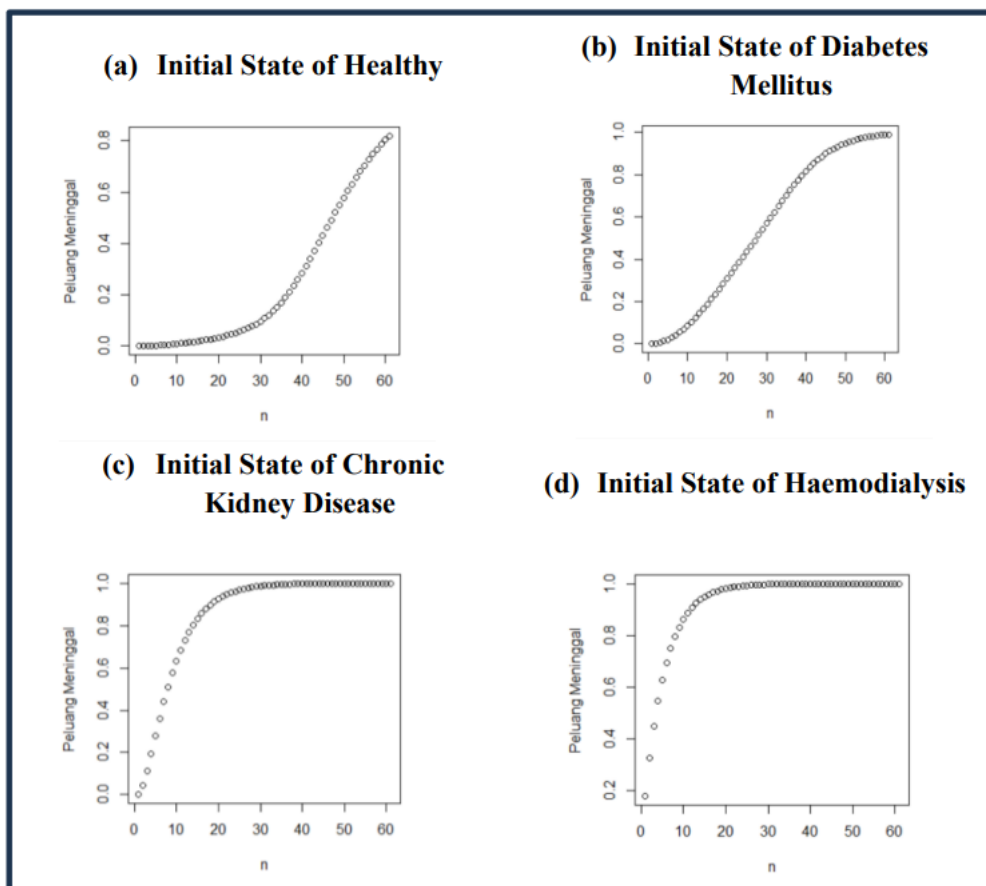 (a) Initial State of Healthy
Peluang Meninggal
0.8
0.6
0.4
0.2
0.0
0 10 20 30 40 50 60
n
(b) Initial State of Diabetes
Mellitus
Peluang Meninggal
1.0
0.8
0.6
0.4
0.2
0.0
0 10 20 30 40 50 60
n
(c) Initial State of Chronic
Kidney Disease
Peluang Meninggal
1.0
0.8
0.6
0.4
0.2
0.0
0 10 20 30 40 50 60
n
(d) Initial State of Haemodialysis
Peluang Meninggal
1.0
0.8
0.6
0.4
0.2
0 10 20 30 40 50 60
n